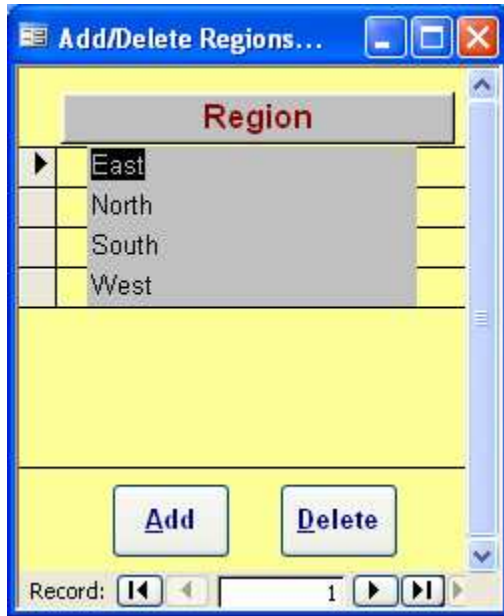 Add/Delete Regions...
Region
East
North
South
West
Add Delete
Record: 1